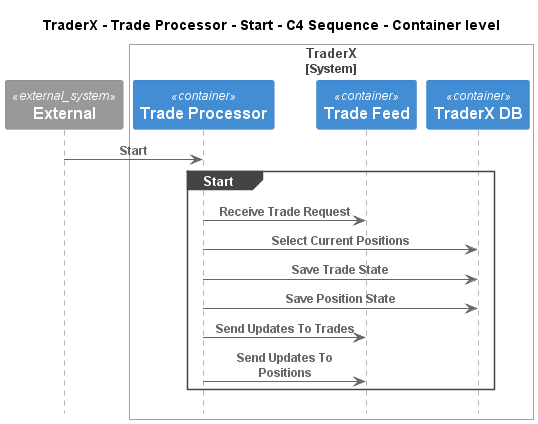 TraderX - Trade Processor - Start - C4 Sequence - Container level
TraderX
[System]
«external_system»
External
«container»
Trade Processor
«container»
Trade Feed
«container»
TraderX DB
Start
Start
Receive Trade Request
Select Current Positions
Save Trade State
Save Position State
Send Updates To Trades
Send Updates To
Positions